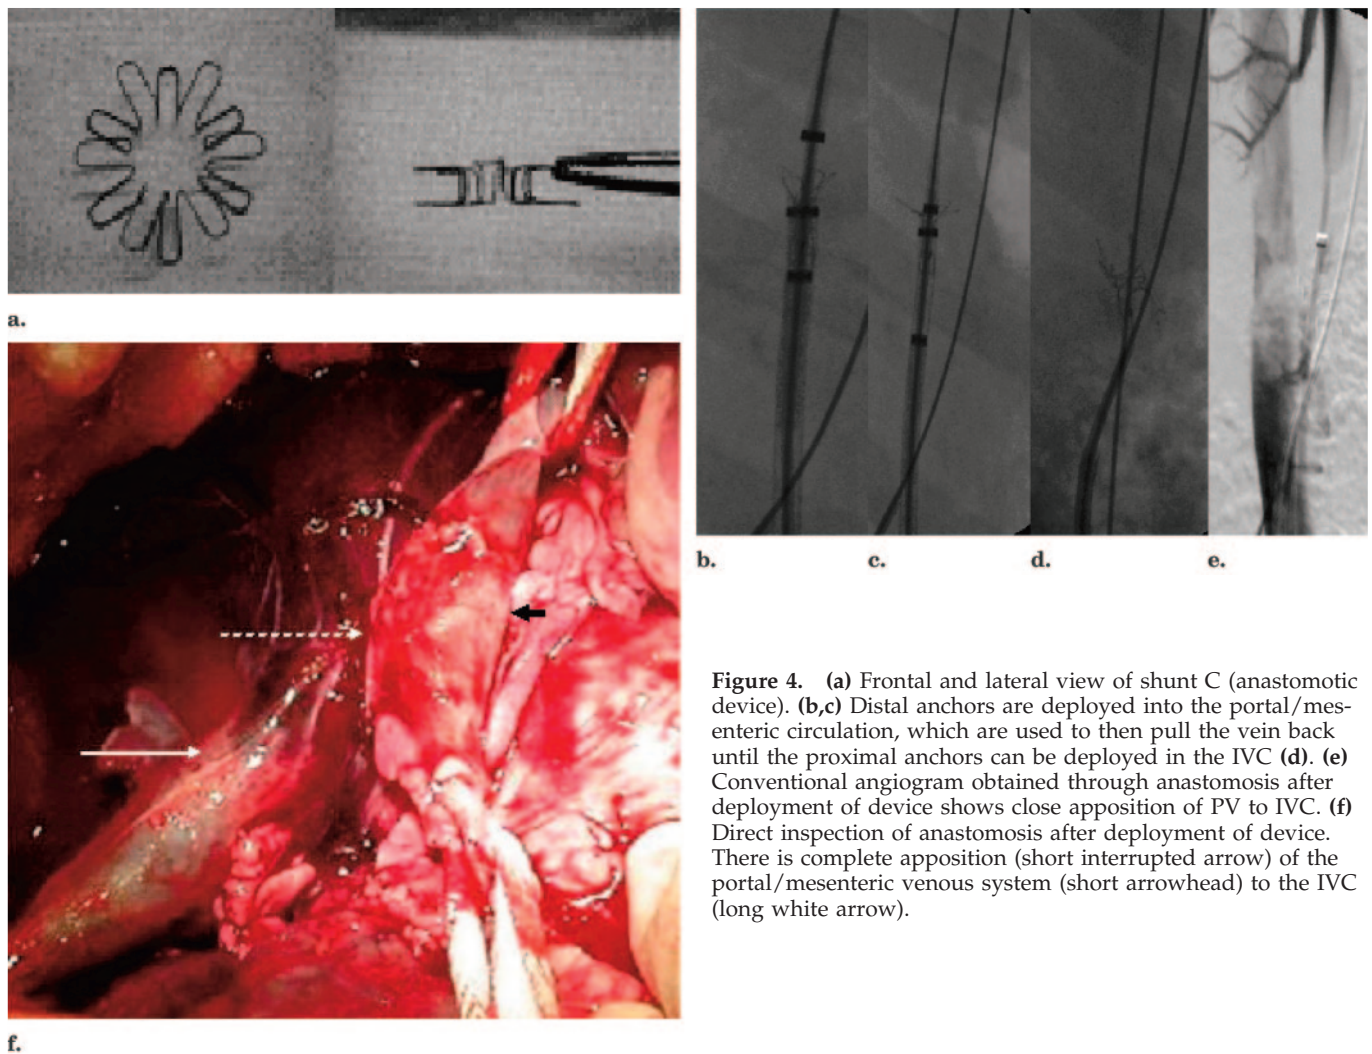 a.
b.
c.
d.
e.
f.
Figure 4. (a) Frontal and lateral view of shunt C (anastomotic
device). (b,c) Distal anchors are deployed into the portal/mes-
enteric circulation, which are used to then pull the vein back
until the proximal anchors can be deployed in the IVC (d). (e)
Conventional angiogram obtained through anastomosis after
deployment of device shows close apposition of PV to IVC. (f)
Direct inspection of anastomosis after deployment of device.
There is complete apposition (short interrupted arrow) of the
portal/mesenteric venous system (short arrowhead) to the IVC
(long white arrow).